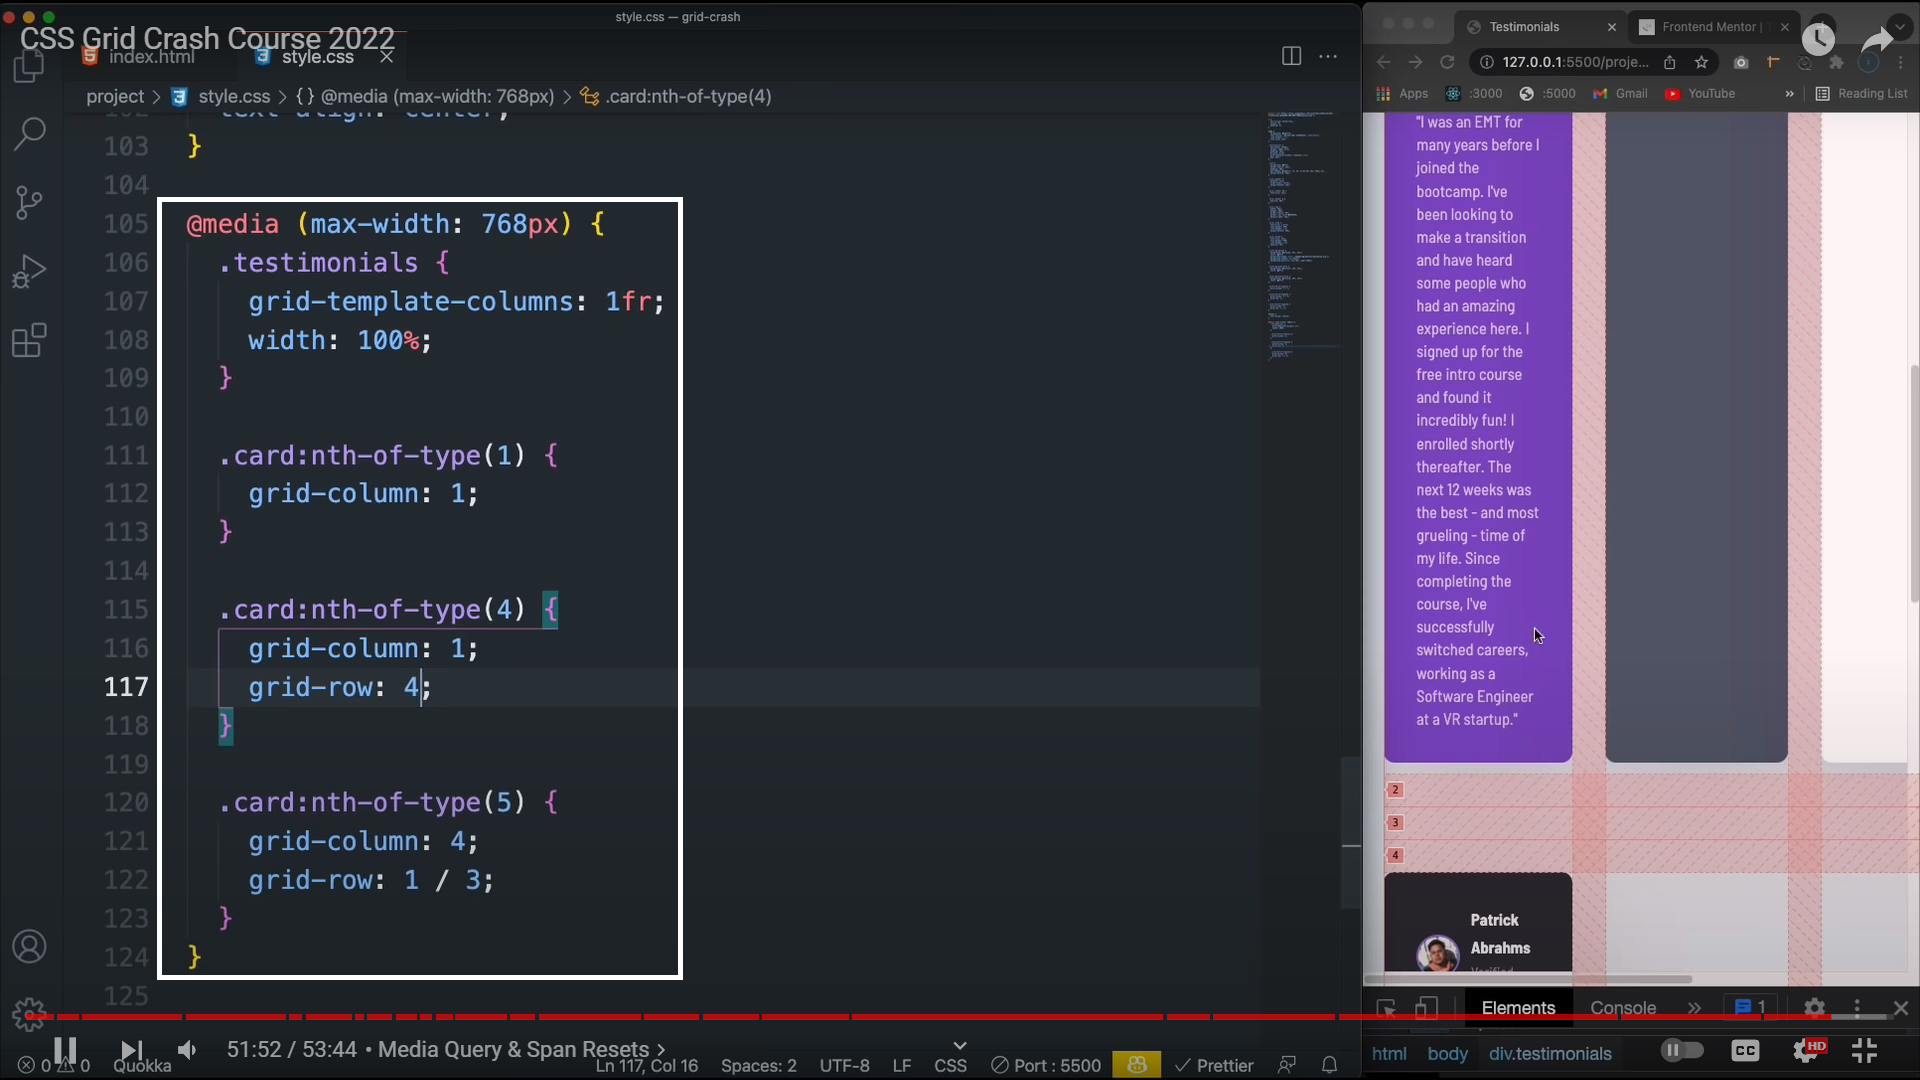 style.css — grid-crash
CSS Grid Crash Course 2022
index.html
style.css
project > style.css > {} @media (max-width: 768px) > .card:nth-of-type(4)
103 }
104
105 @media (max-width: 768px) {
106 .testimonials {
107 grid-template-columns: 1fr;
108 width: 100%;
109 }
110
111 .card:nth-of-type(1) {
112 grid-column: 1;
113 }
114
115 .card:nth-of-type(4) {
116 grid-column: 1;
117 grid-row: 4;
118 }
119
120 .card:nth-of-type(5) {
121 grid-column: 4;
122 grid-row: 1 / 3;
123 }
124 }
125
51:52 / 53:44 • Media Query & Span Resets >
0 0 Quokka
Ln 117, Col 16 Spaces: 2 UTF-8 LF CSS Port : 5500 Prettier
Testimonials
Frontend Mentor |
127.0.0.1:5500/proje...
Apps :3000 :5000 Gmail YouTube » Reading List
"I was an EMT for
many years before I
joined the
bootcamp. I've
been looking to
make a transition
and have heard
some people who
had an amazing
experience here. I
signed up for the
free intro course
and found it
incredibly fun! I
enrolled shortly
thereafter. The
next 12 weeks was
the best - and most
grueling - time of
my life. Since
completing the
course, I've
successfully
switched careers,
working as a
Software Engineer
at a VR startup."
2
3
4
Patrick
Abrahms
Elements Console » 1
html body div.testimonials
CC HD